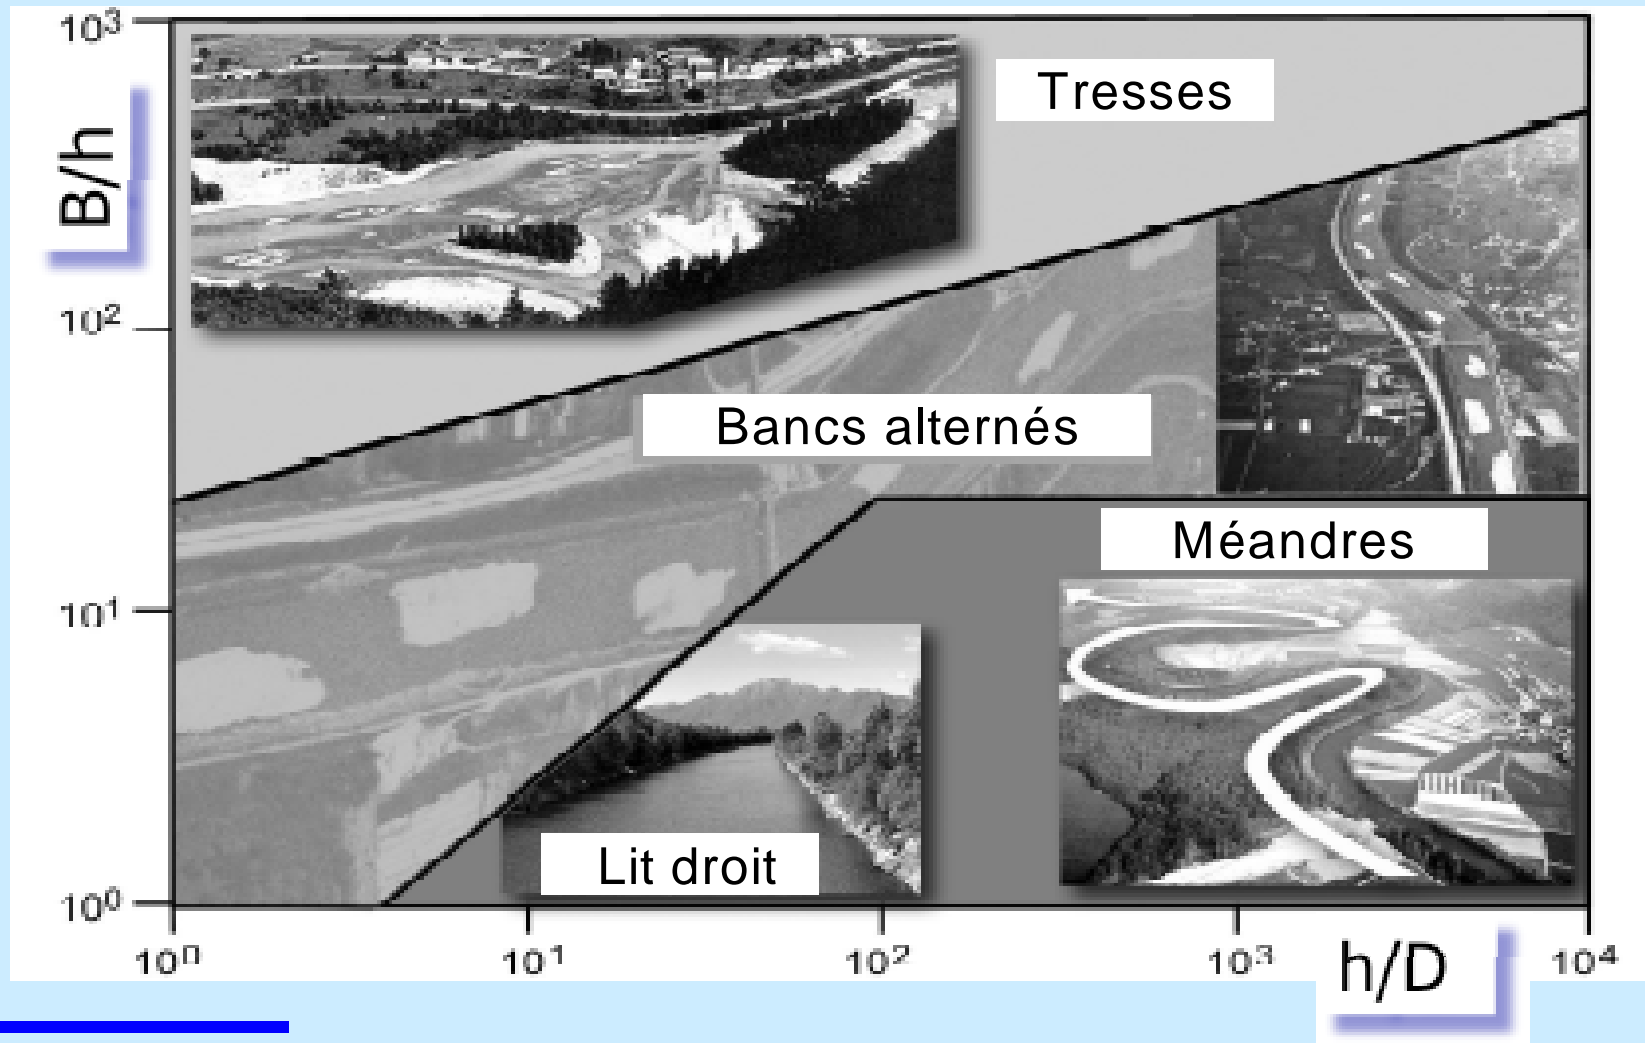 10³
Tresses
B/h
10²
Bancs alternés
Méandres
10¹
Lit droit
10⁰
10⁰ 10¹ 10² 10³ 10⁴
h/D